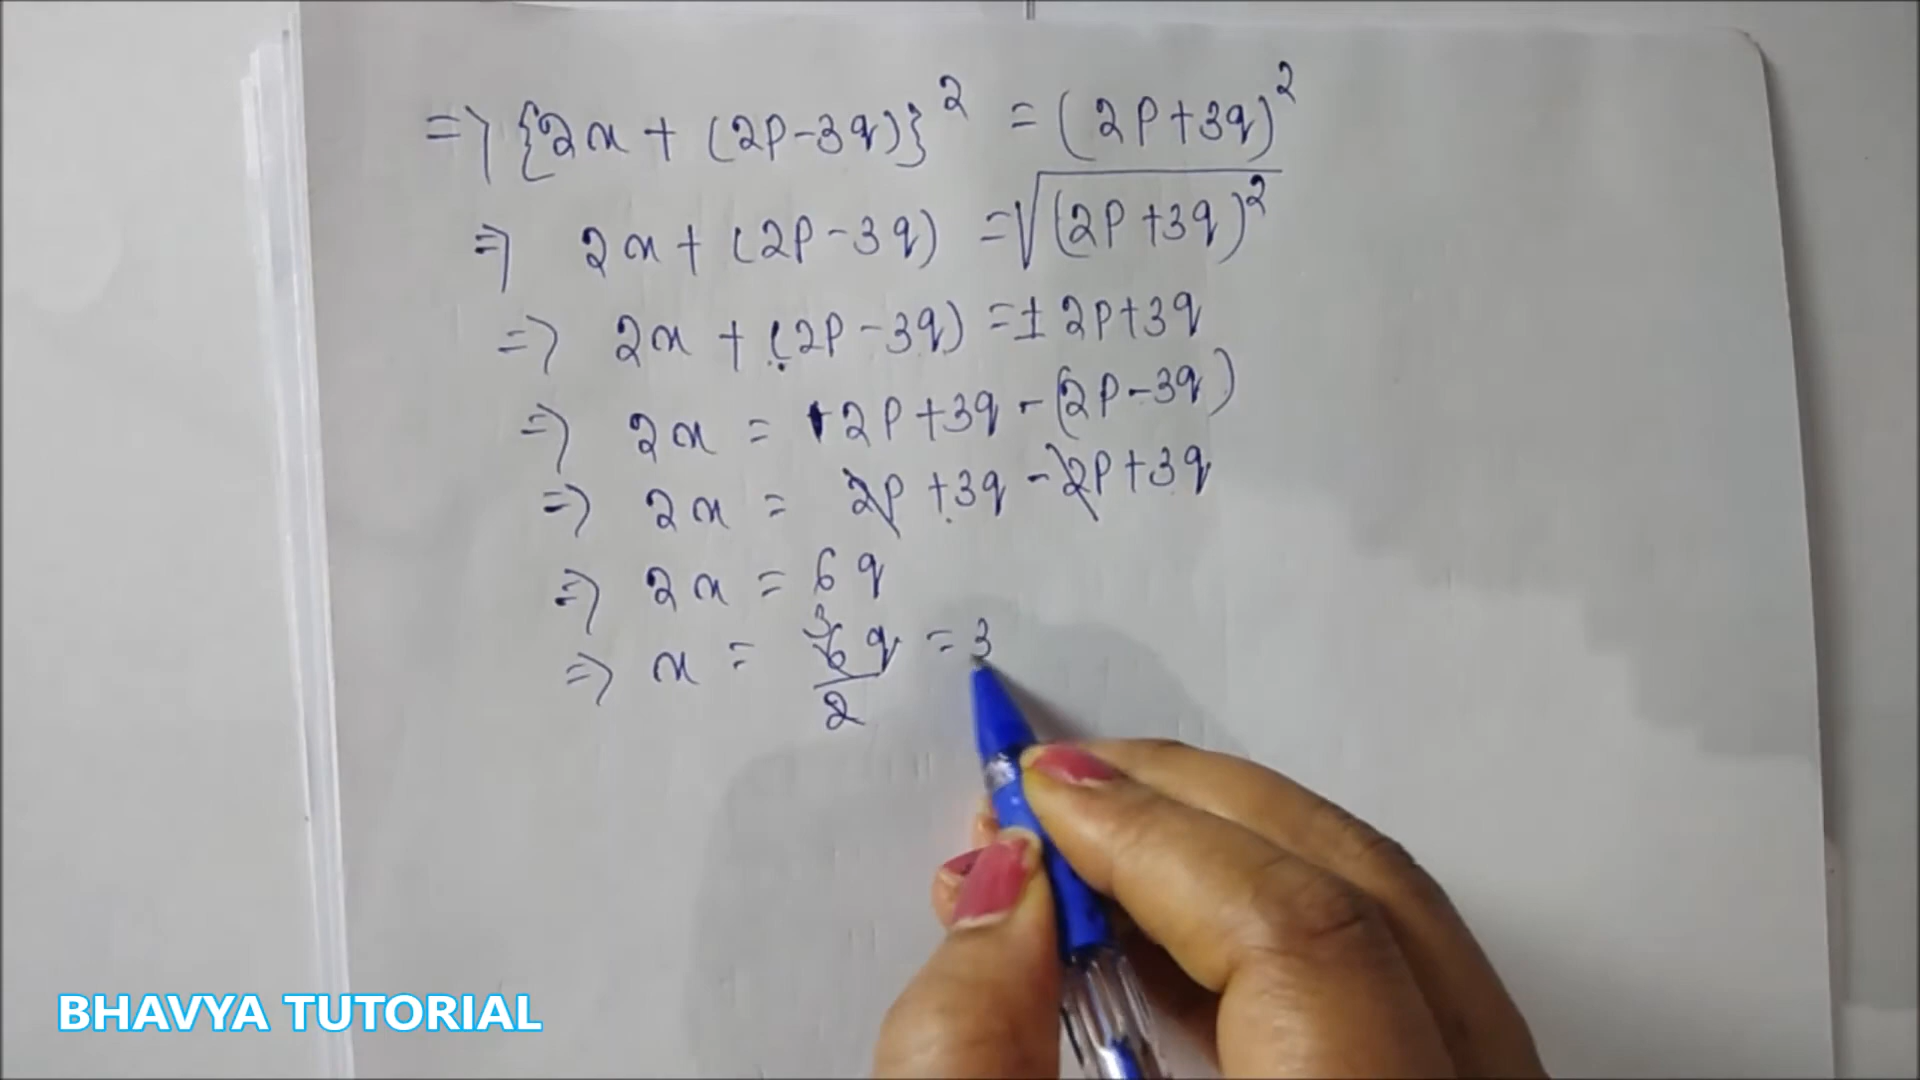 => {2x + (2p-3q)}² = (2p+3q)²
=> 2x + (2p-3q) = √(2p+3q)²
=> 2x + (2p-3q) = ± 2p+3q
=> 2x = +2p+3q - (2p-3q)
=> 2x = 2p +3q -2p+3q
=> 2x = 6q
=> x = 3 6q/2 = 3
BHAVYA TUTORIAL